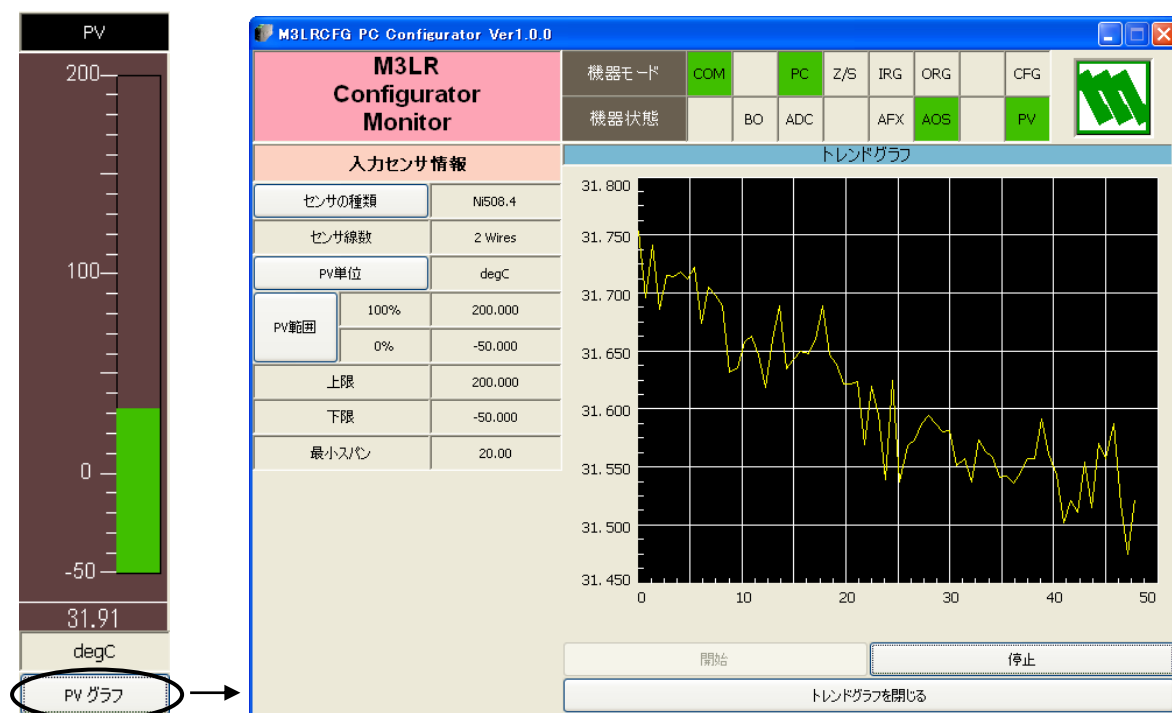 PV
200
100
0
-50
31.91
degC
PV グラフ
M3LRCFG PC Configurator Ver1.0.0
M3LR
Configurator
Monitor
機器モード COM PC Z/S IRG ORG CFG
機器状態 BO ADC AFX AOS PV
入力センサ情報
センサの種類 Ni508.4
センサ線数 2 Wires
PV単位 degC
PV範囲
100% 200.000
0% -50.000
上限 200.000
下限 -50.000
最小スパン 20.00
トレンドグラフ
31.800
31.750
31.700
31.650
31.600
31.550
31.500
31.450
0 10 20 30 40 50
開始 停止
トレンドグラフを閉じる